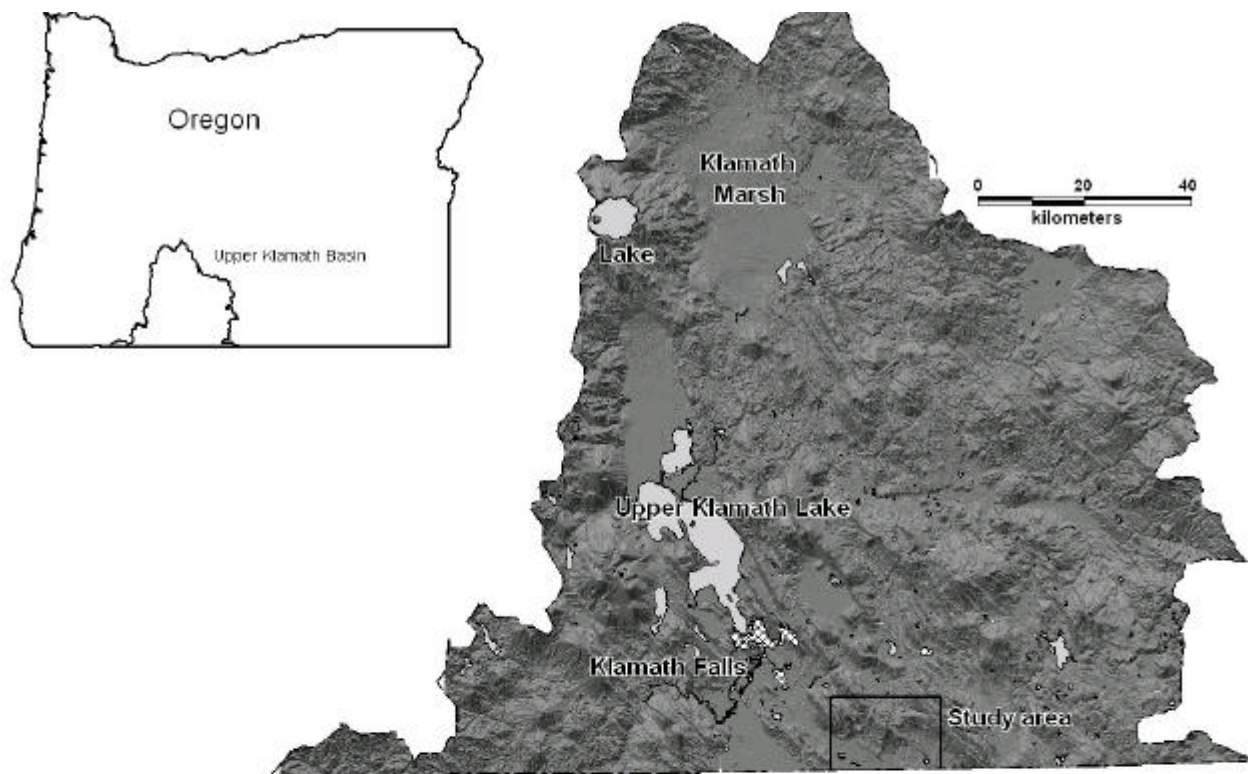 Oregon
Upper Klamath Basin
Klamath
Marsh
0 20 40
kilometers
Lake
Upper Klamath Lake
Klamath Falls
Study area